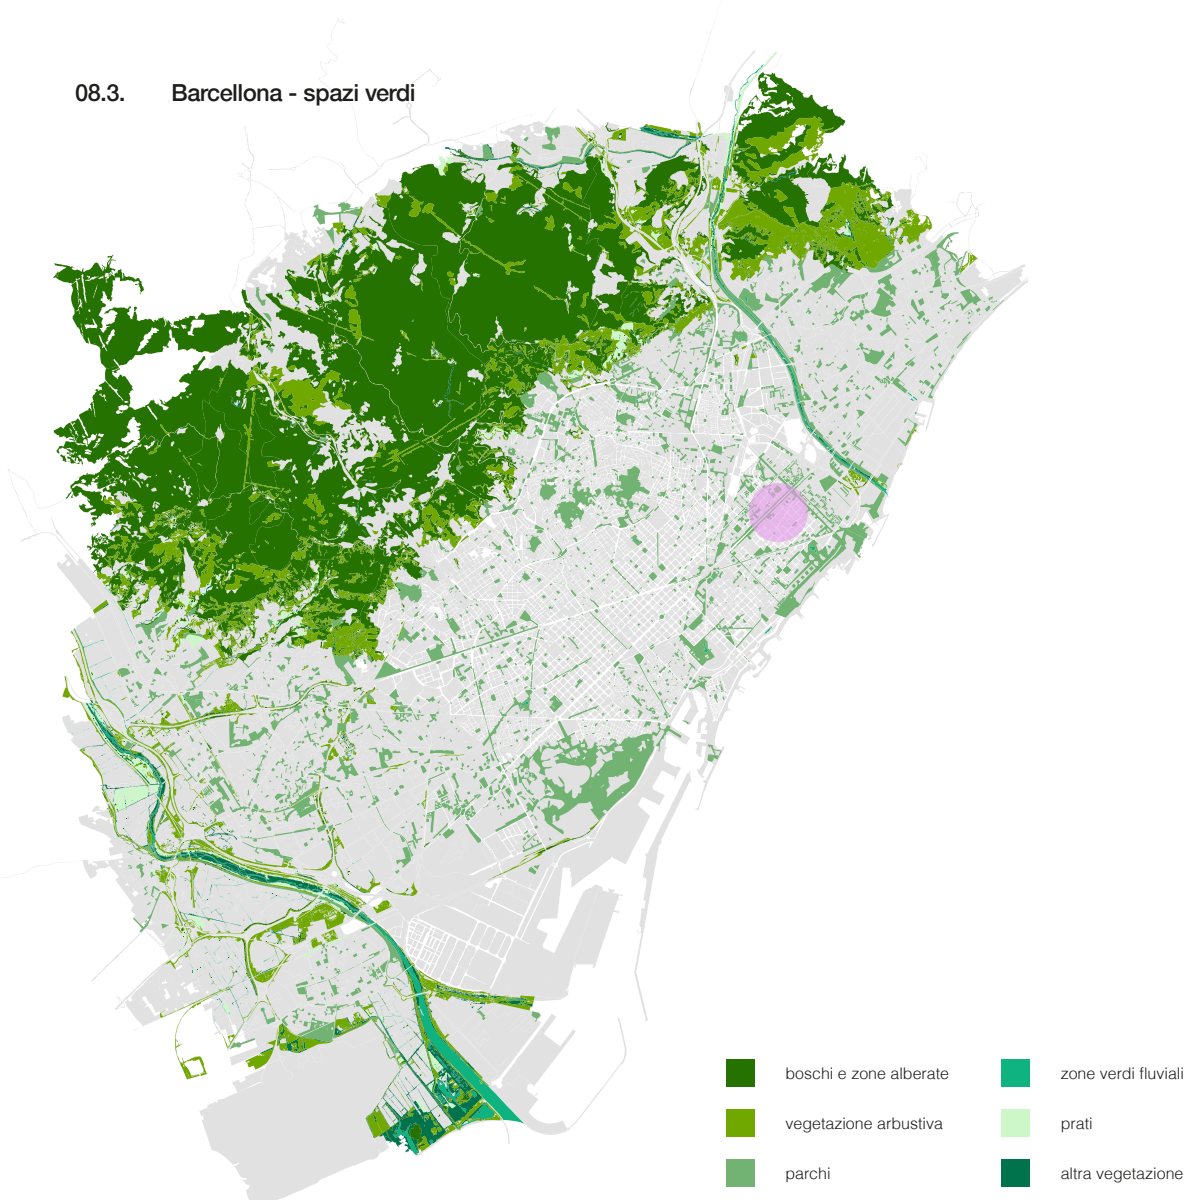 08.3. Barcellona - spazi verdi
boschi e zone alberate
vegetazione arbustiva
parchi
zone verdi fluviali
prati
altra vegetazione